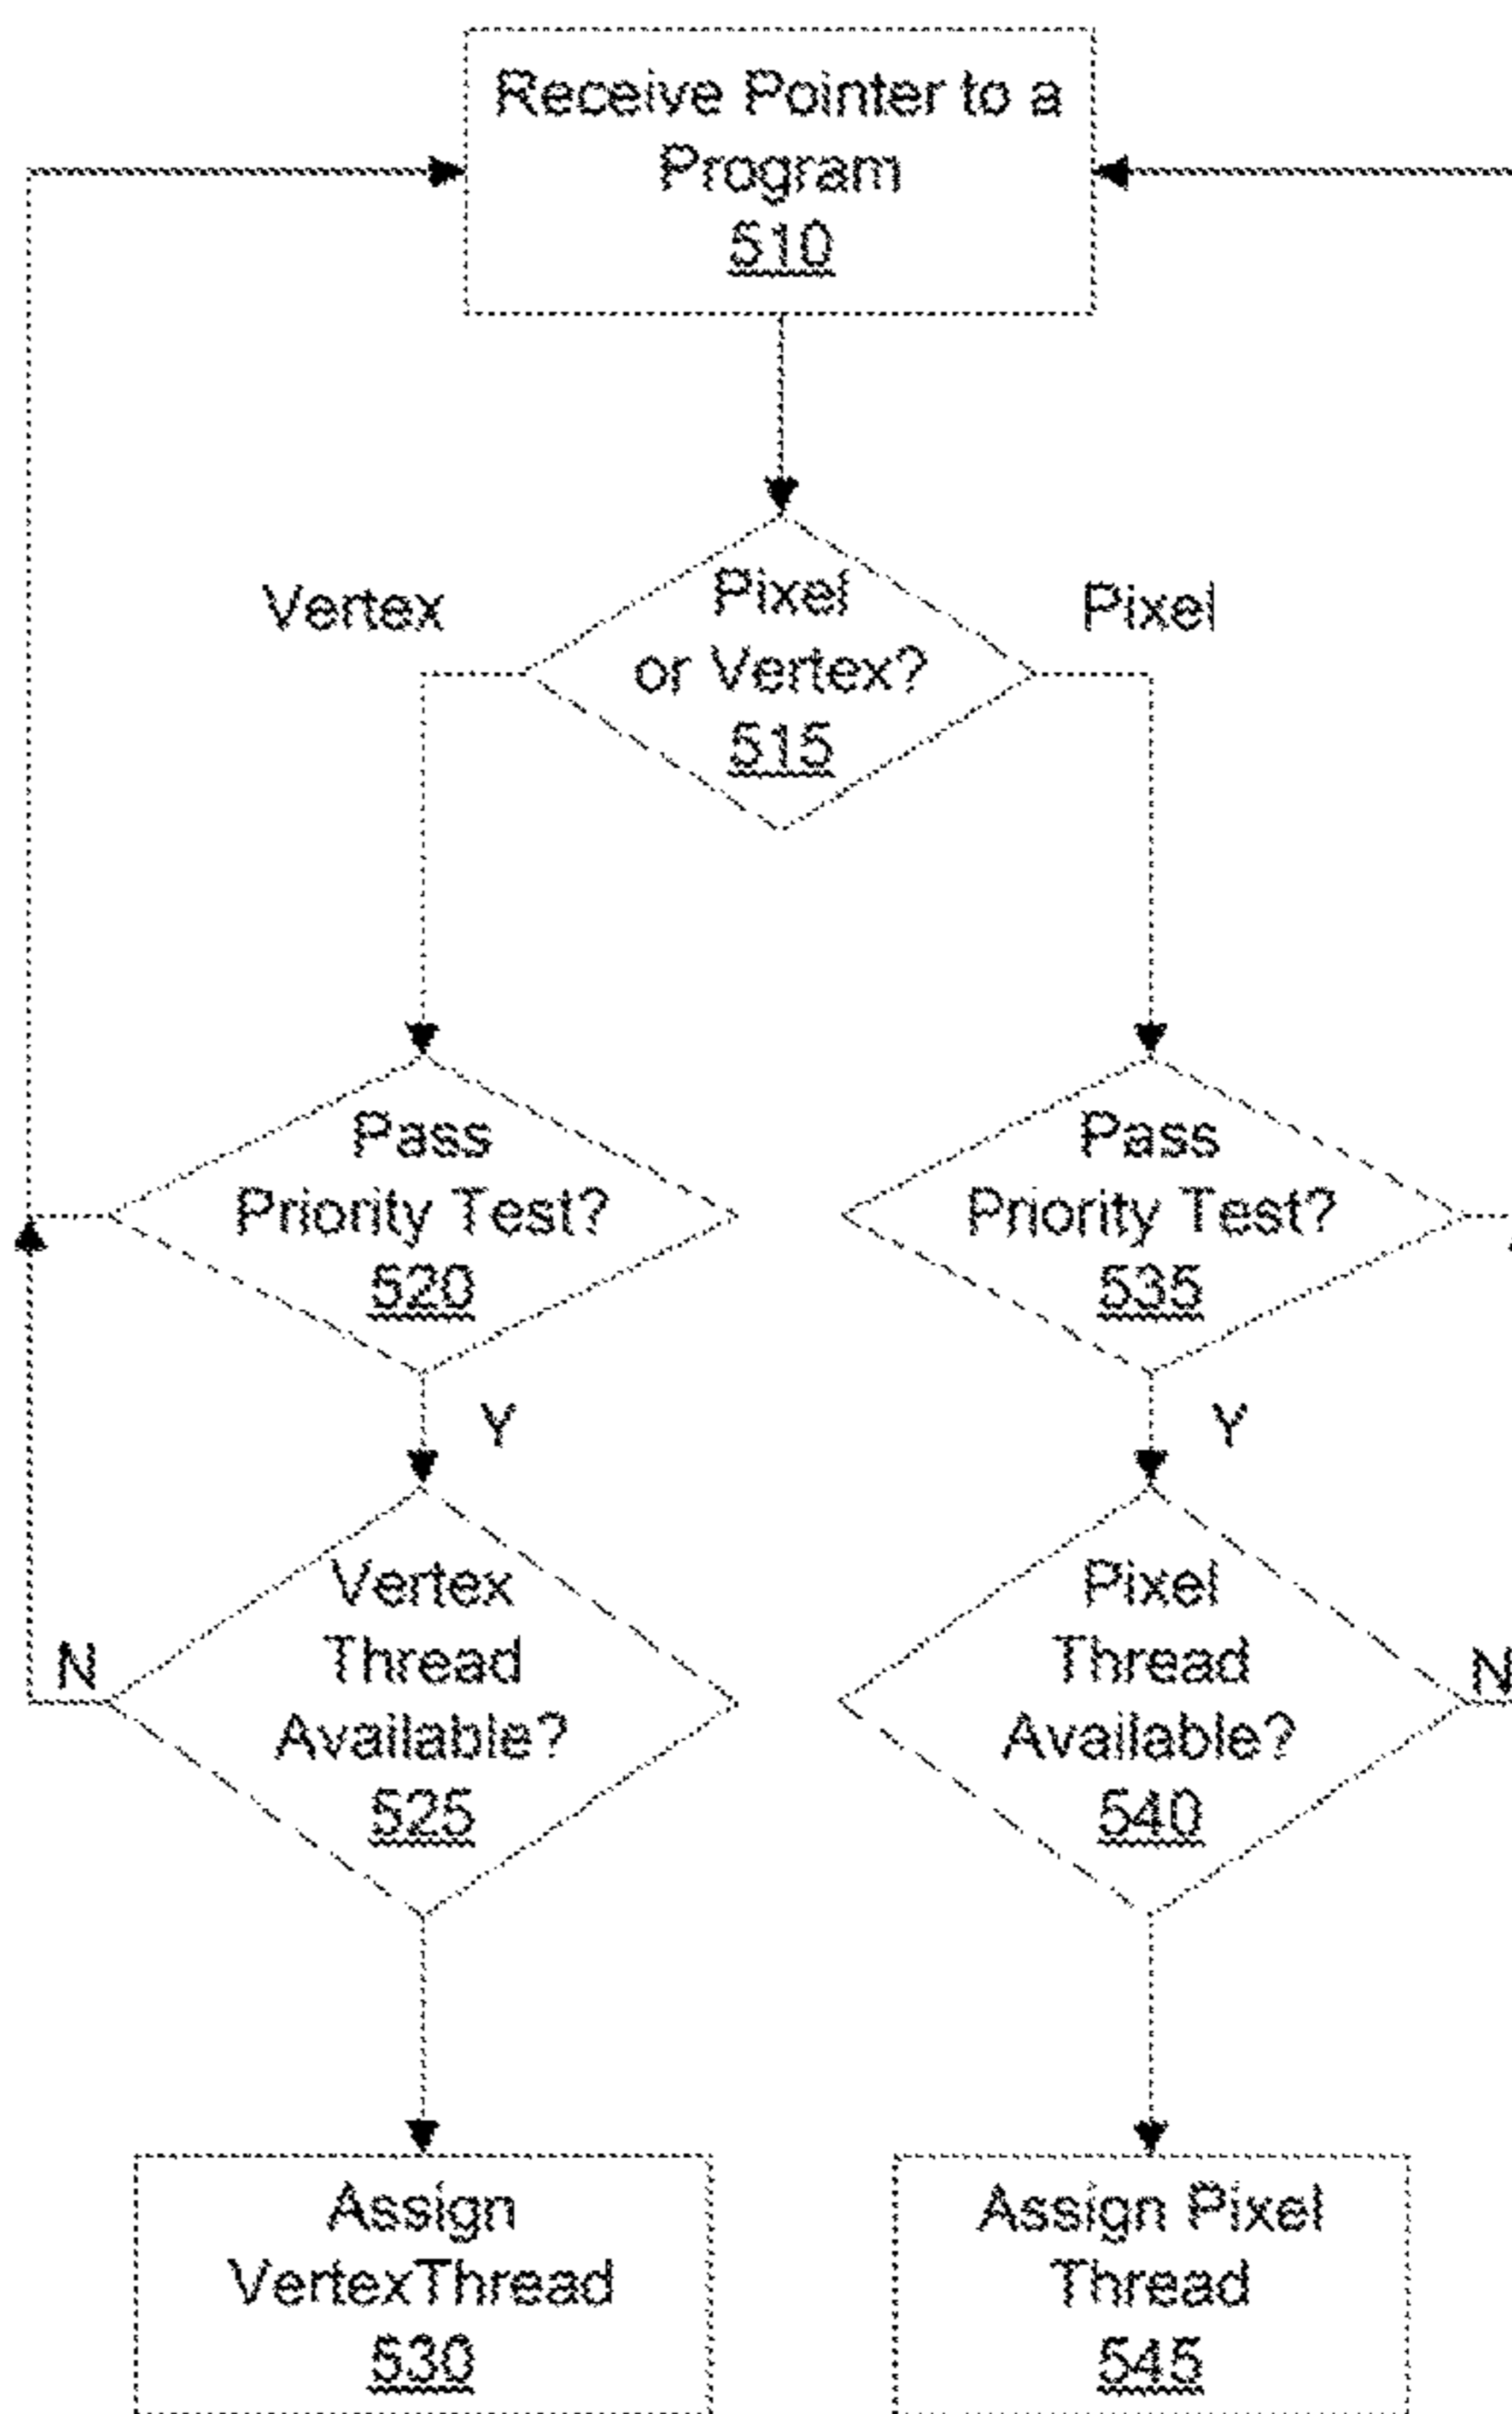 Receive Pointer to a
Program
510
Vertex
Pixel
or Vertex?
515
Pixel
Pass
Priority Test?
520
Pass
Priority Test?
535
Y
Y
Vertex
Thread
Available?
525
N
Pixel
Thread
Available?
540
N
Assign
VertexThread
530
Assign Pixel
Thread
545